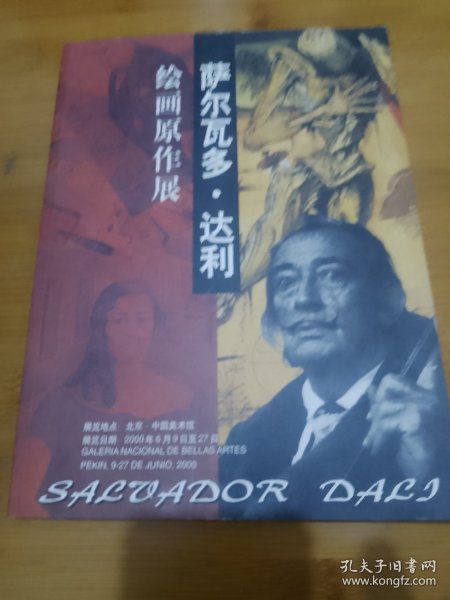 萨尔瓦多·达利
绘画原作展
展览地点 北京·中国美术馆
展览日期 2000年6月9日至27日
GALERIA NACIONAL DE BELLAS ARTES
PEKIN, 9-27 DE JUNIO, 2000
SALVADOR DALI
孔夫子旧书网
www.kongfz.com